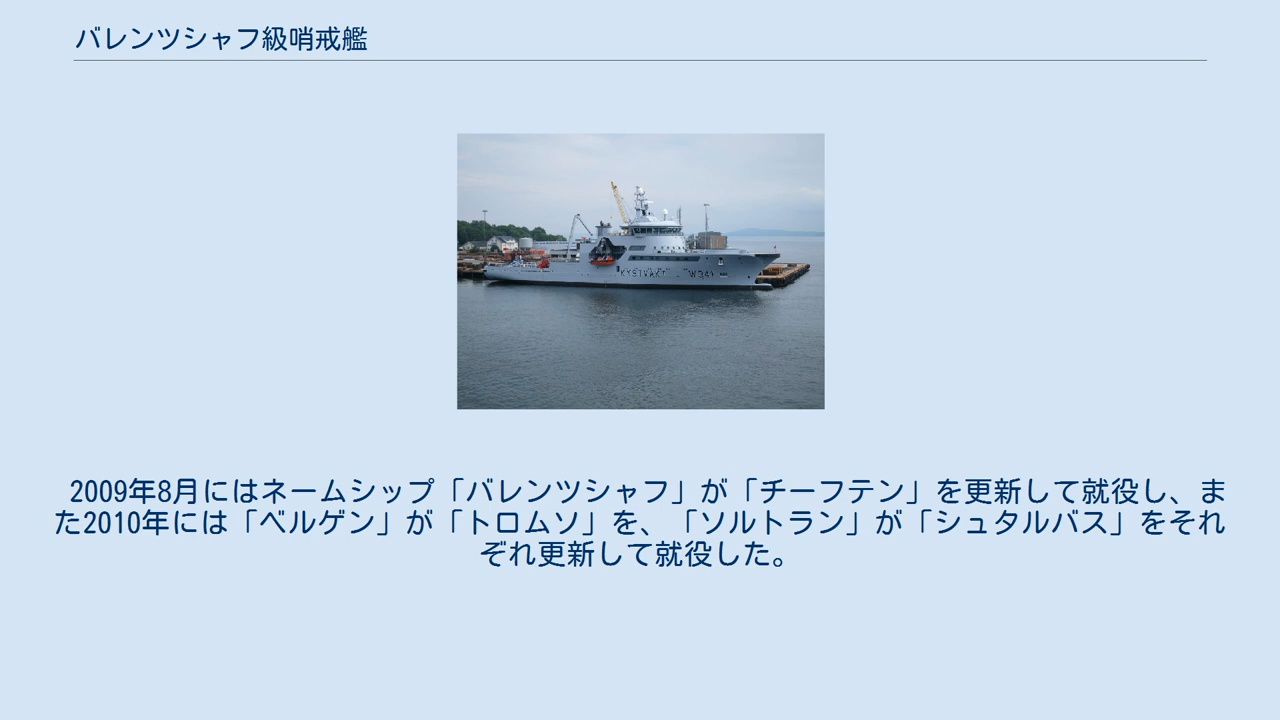 バレンツシャフ級哨戒艦
KYSTVAKT W341
2009年8月にはネームシップ「バレンツシャフ」が「チーフテン」を更新して就役し、ま
た2010年には「ベルゲン」が「トロムソ」を、「ソルトラン」が「シュタルバス」をそれ
ぞれ更新して就役した。